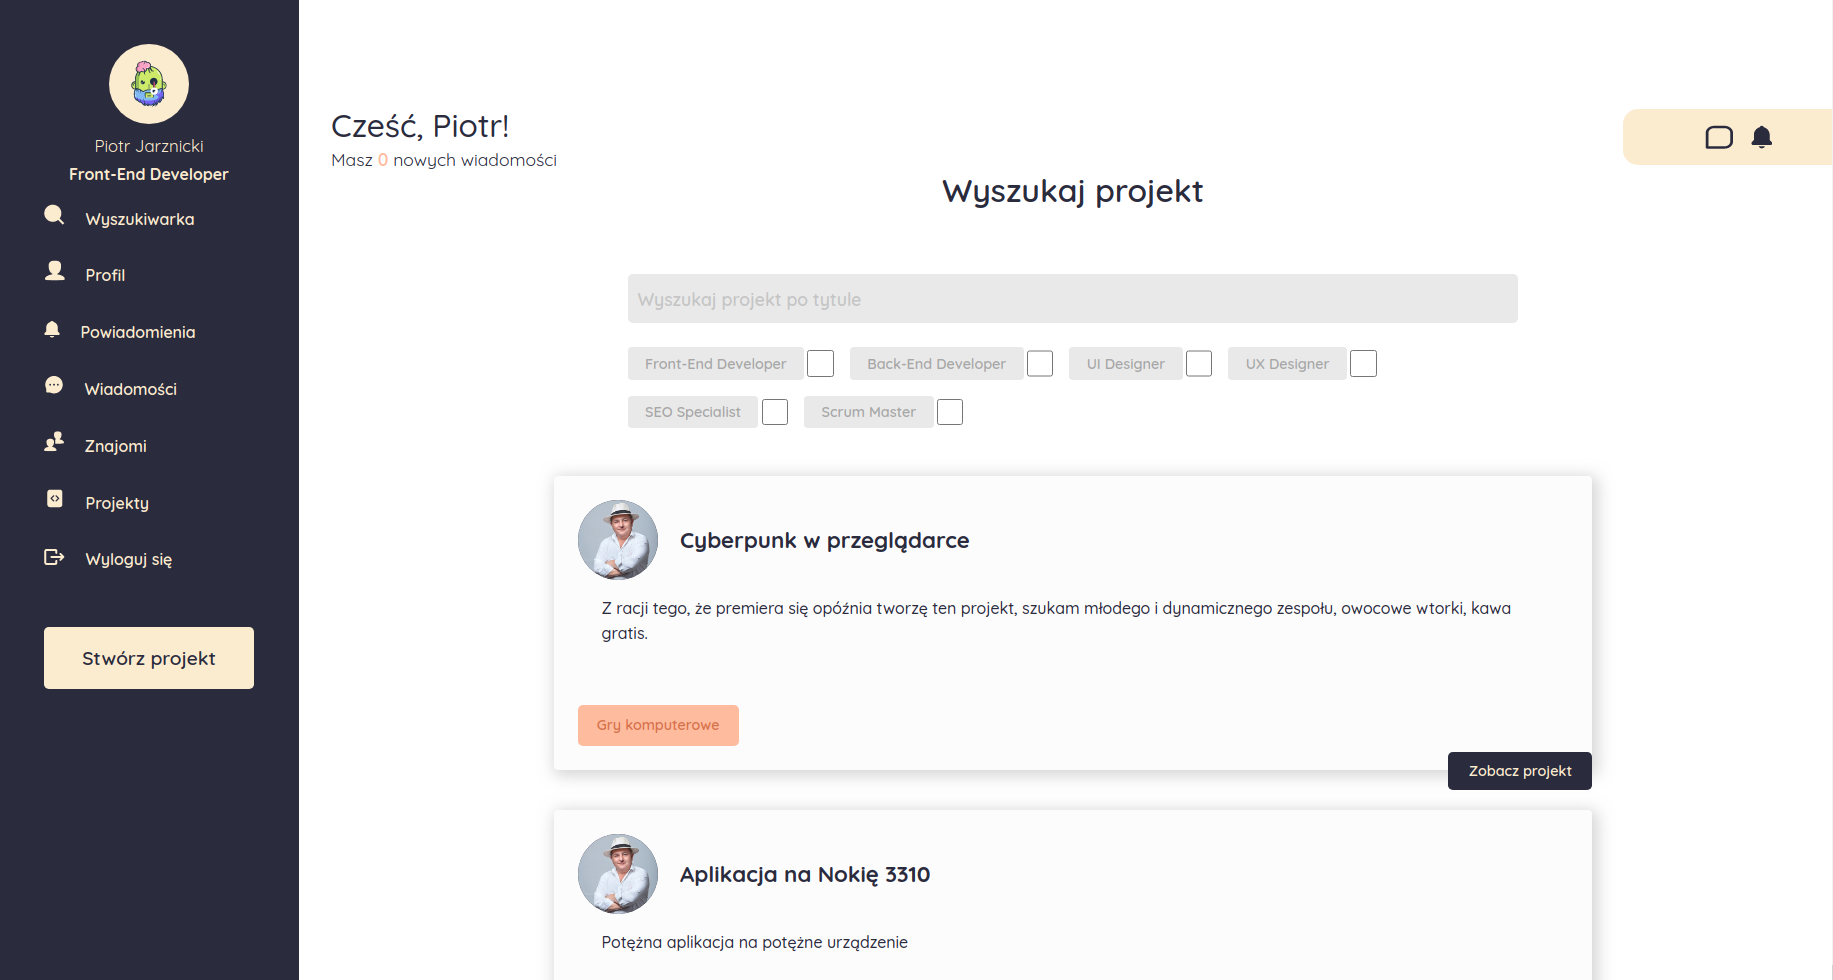 Piotr Jarznicki
Front-End Developer
Wyszukiwarka
Profil
Powiadomienia
Wiadomości
Znajomi
Projekty
Wyloguj się
Stwórz projekt
Cześć, Piotr!
Masz 0 nowych wiadomości
Wyszukaj projekt
Wyszukaj projekt po tytule
Front-End Developer Back-End Developer UI Designer UX Designer
SEO Specialist Scrum Master
Cyberpunk w przeglądarce
Z racji tego, że premiera się opóźnia tworzę ten projekt, szukam młodego i dynamicznego zespołu, owocowe wtorki, kawa
gratis.
Gry komputerowe
Zobacz projekt
Aplikacja na Nokię 3310
Potężna aplikacja na potężne urządzenie